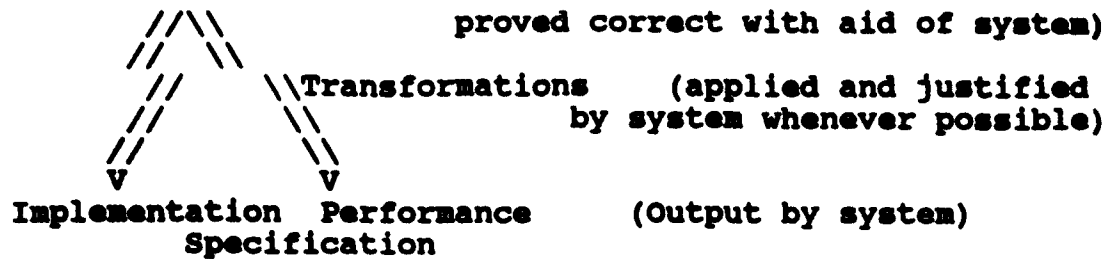 proved correct with aid of system)
Transformations (applied and justified
by system whenever possible)
V V
Implementation Performance (Output by system)
Specification